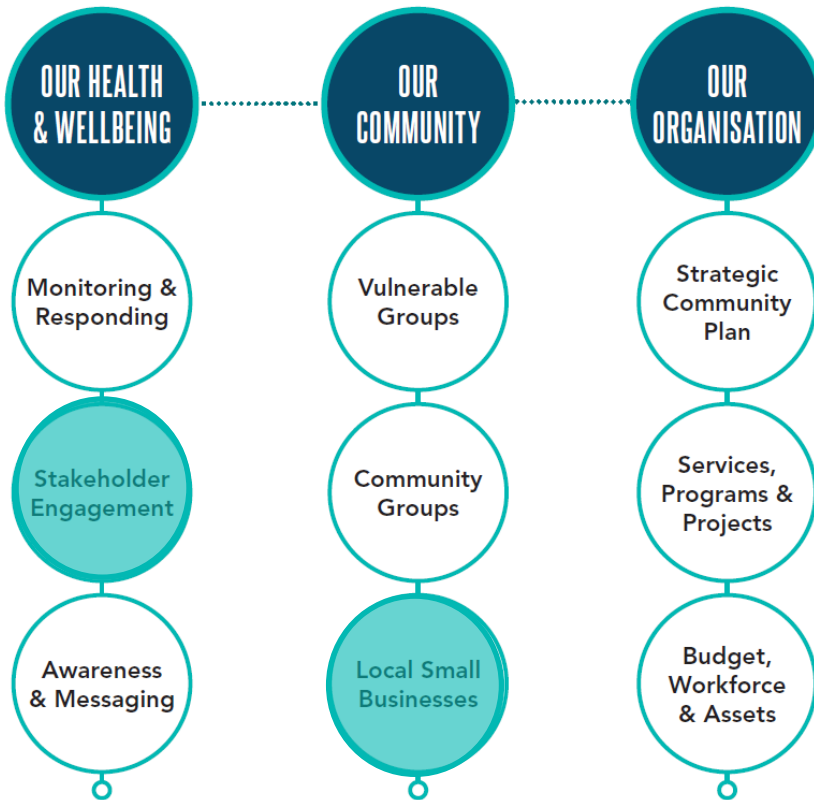 OUR HEALTH
& WELLBEING
OUR
COMMUNITY
OUR
ORGANISATION
Monitoring &
Responding
Vulnerable
Groups
Strategic
Community
Plan
Stakeholder
Engagement
Community
Groups
Services,
Programs &
Projects
Awareness
& Messaging
Local Small
Businesses
Budget,
Workforce
& Assets